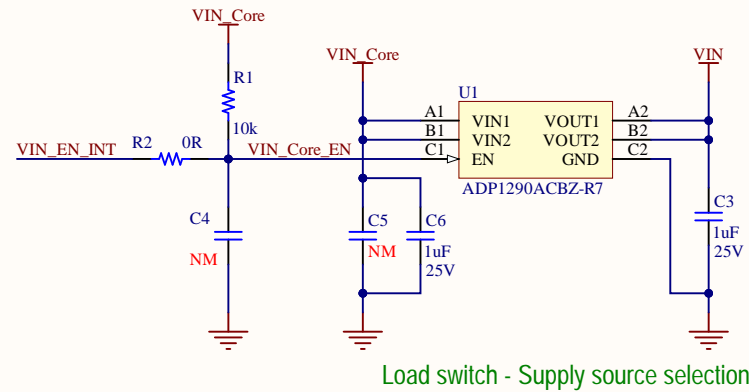 VIN_Core
VIN_Core
VIN
R1
10k
U1
A1 VIN1 VOUT1 A2
B1 VIN2 VOUT2 B2
C1 EN GND C2
ADP1290ACBZ-R7
VIN_EN_INT R2 0R VIN_Core_EN
C4
NM
C5
NM
C6
1uF
25V
C3
1uF
25V
Load switch - Supply source selection